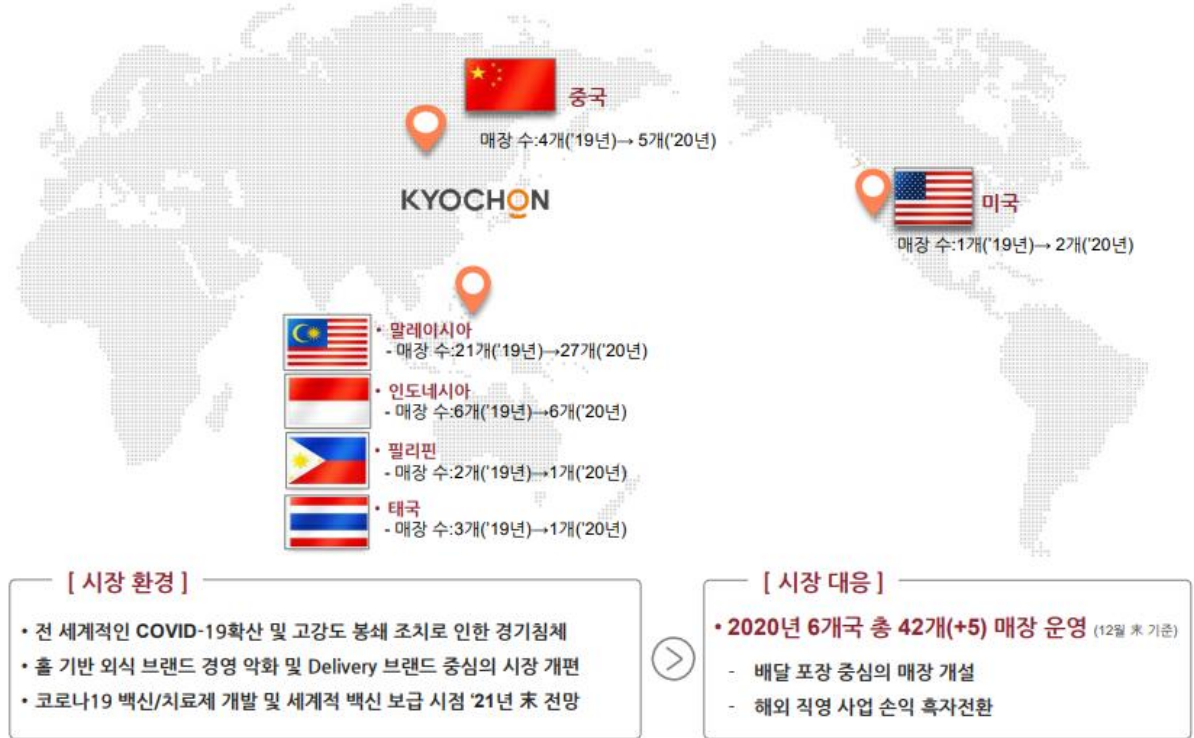 중국
매장 수:4개('19년)→ 5개('20년)
KYOCHON
미국
매장 수:1개('19년)→ 2개('20년)
• 말레이시아
- 매장 수:21개('19년)→27개('20년)
• 인도네시아
- 매장 수:6개('19년)→6개('20년)
• 필리핀
- 매장 수:2개('19년)→1개('20년)
• 태국
- 매장 수:3개('19년)→1개('20년)
[ 시장 환경 ]
• 전 세계적인 COVID-19확산 및 고강도 봉쇄 조치로 인한 경기침체
• 홀 기반 외식 브랜드 경영 악화 및 Delivery 브랜드 중심의 시장 개편
• 코로나19 백신/치료제 개발 및 세계적 백신 보급 시점 '21년 末 전망
[ 시장 대응 ]
• 2020년 6개국 총 42개(+5) 매장 운영 (12월 末 기준)
- 배달 포장 중심의 매장 개설
- 해외 직영 사업 손익 흑자전환